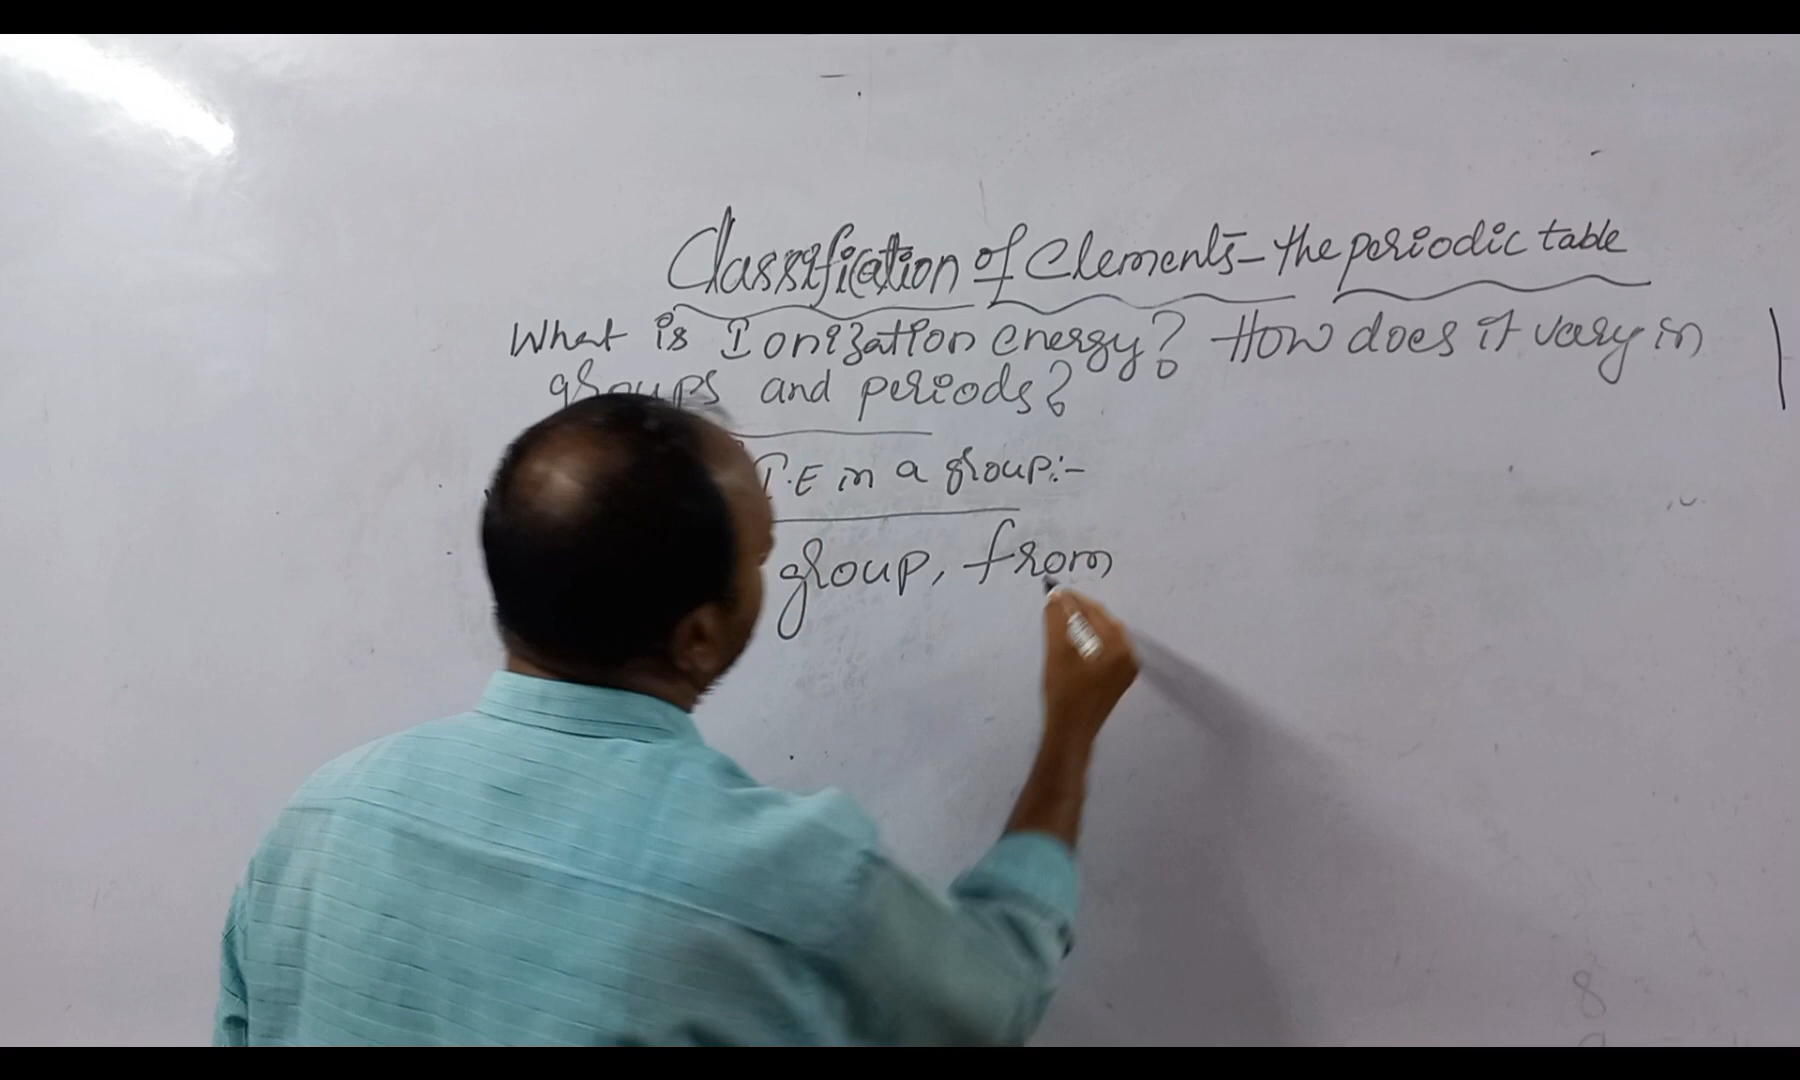 Classification of Elements - the periodic table
What is Ionization energy? How does it vary in
groups and periods?
I.E in a group:-
group, from
8